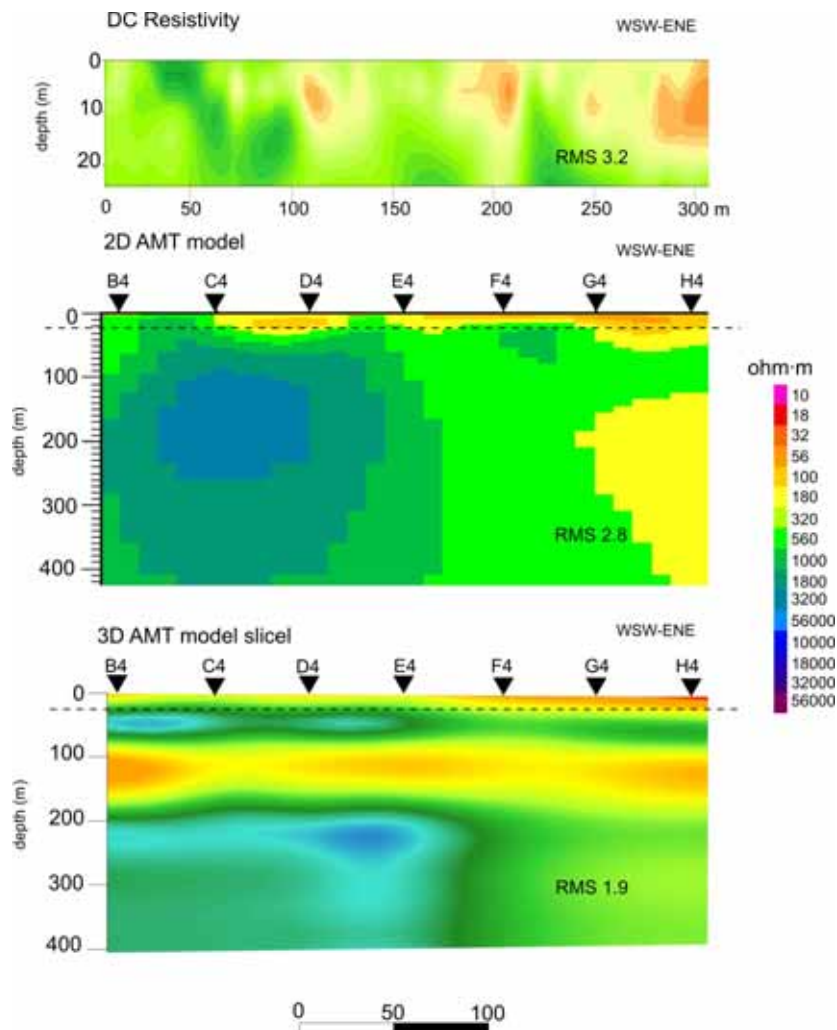 DC Resistivity
WSW-ENE
0
10
20
depth (m)
RMS 3.2
0 50 100 150 200 250 300 m
2D AMT model
WSW-ENE
B4 C4 D4 E4 F4 G4 H4
0
100
200
300
400
depth (m)
RMS 2.8
ohm·m
10
18
32
56
100
180
320
560
1000
1800
3200
56000
10000
18000
32000
56000
3D AMT model slicel
WSW-ENE
B4 C4 D4 E4 F4 G4 H4
0
100
200
300
400
depth (m)
RMS 1.9
0 50 100